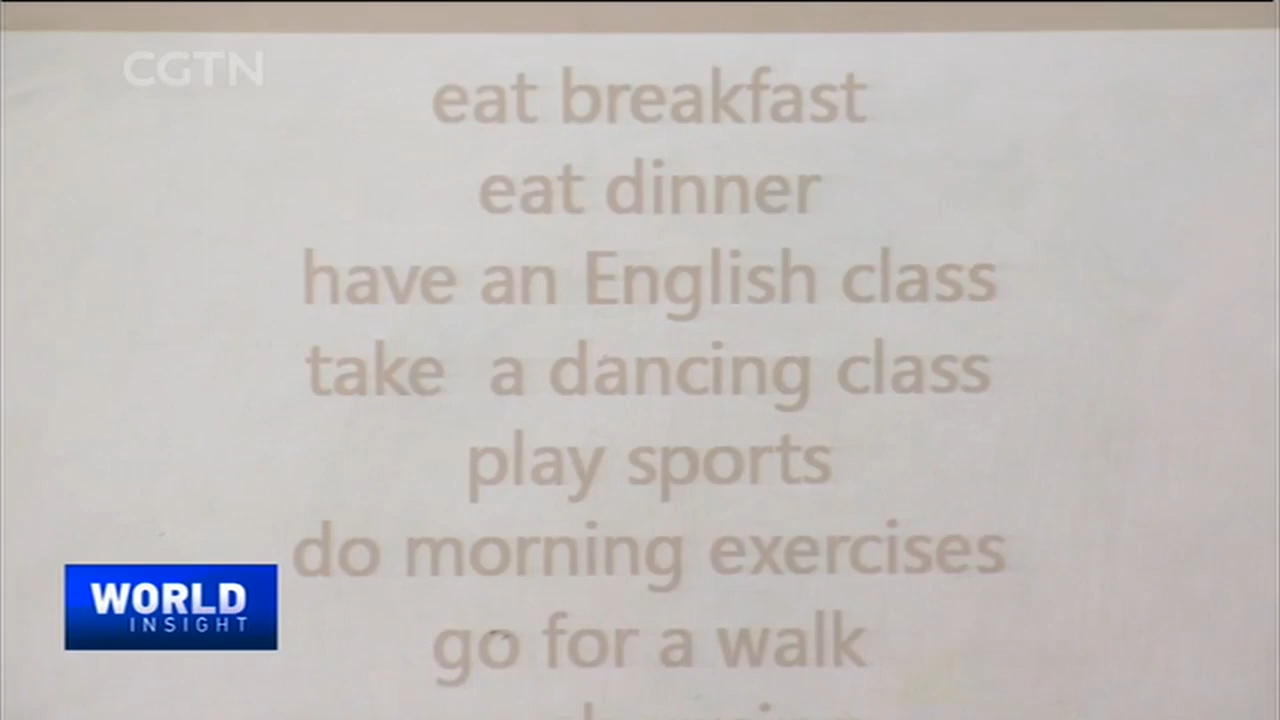 CGTN
eat breakfast
eat dinner
have an English class
take a dancing class
play sports
do morning exercises
go for a walk
WORLD
INSIGHT